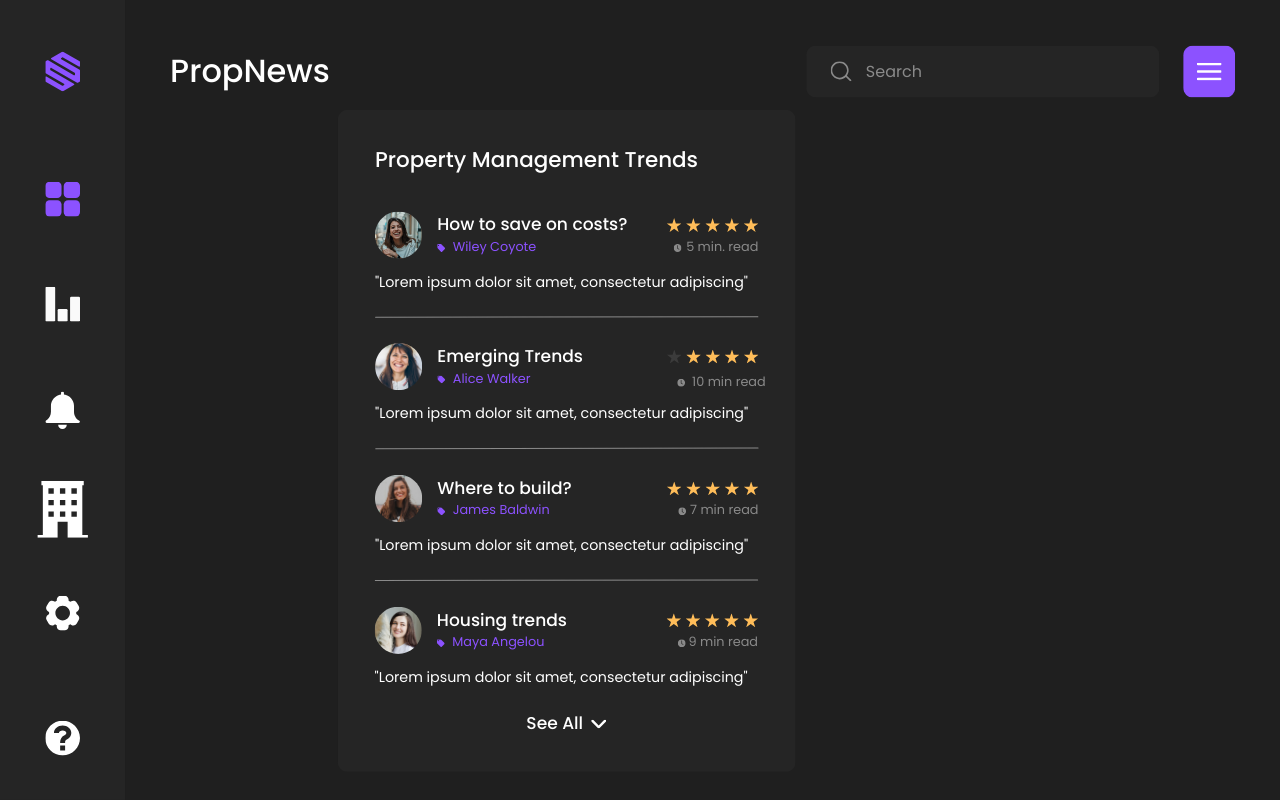 PropNews
Search
Property Management Trends
How to save on costs?
Wiley Coyote
5 min. read
"Lorem ipsum dolor sit amet, consectetur adipiscing"
Emerging Trends
Alice Walker
10 min read
"Lorem ipsum dolor sit amet, consectetur adipiscing"
Where to build?
James Baldwin
7 min read
"Lorem ipsum dolor sit amet, consectetur adipiscing"
Housing trends
Maya Angelou
9 min read
"Lorem ipsum dolor sit amet, consectetur adipiscing"
See All